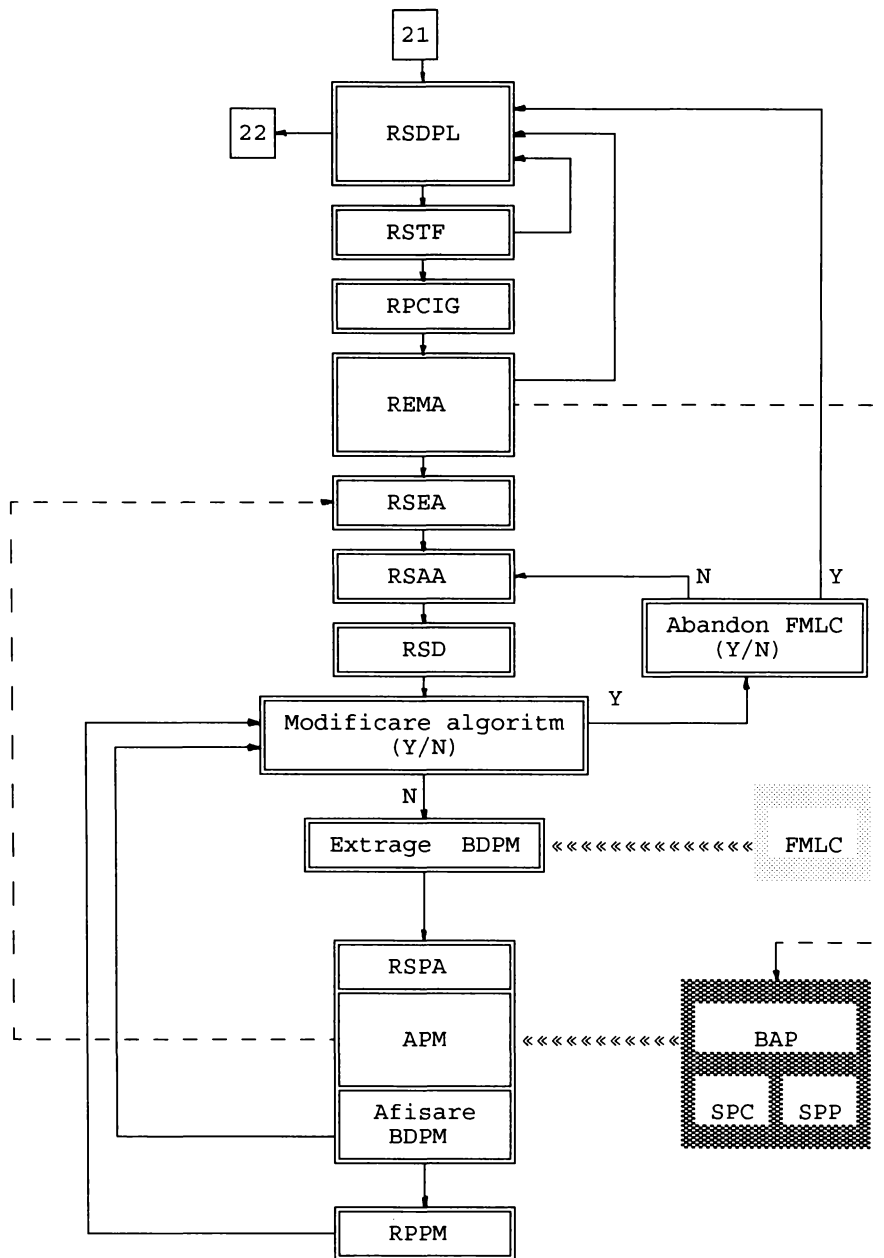 21
22
RSDPL
RSTF
RPCIG
REMA
RSEA
RSAA
N
Y
Abandon FMLC
(Y/N)
RSD
Modificare algoritm
(Y/N)
Y
N
Extrage BDPM
«««««««««««««
FMLC
RSPA
APM
««««««««««
BAP
SPC
SPP
Afisare
BDPM
RPPM